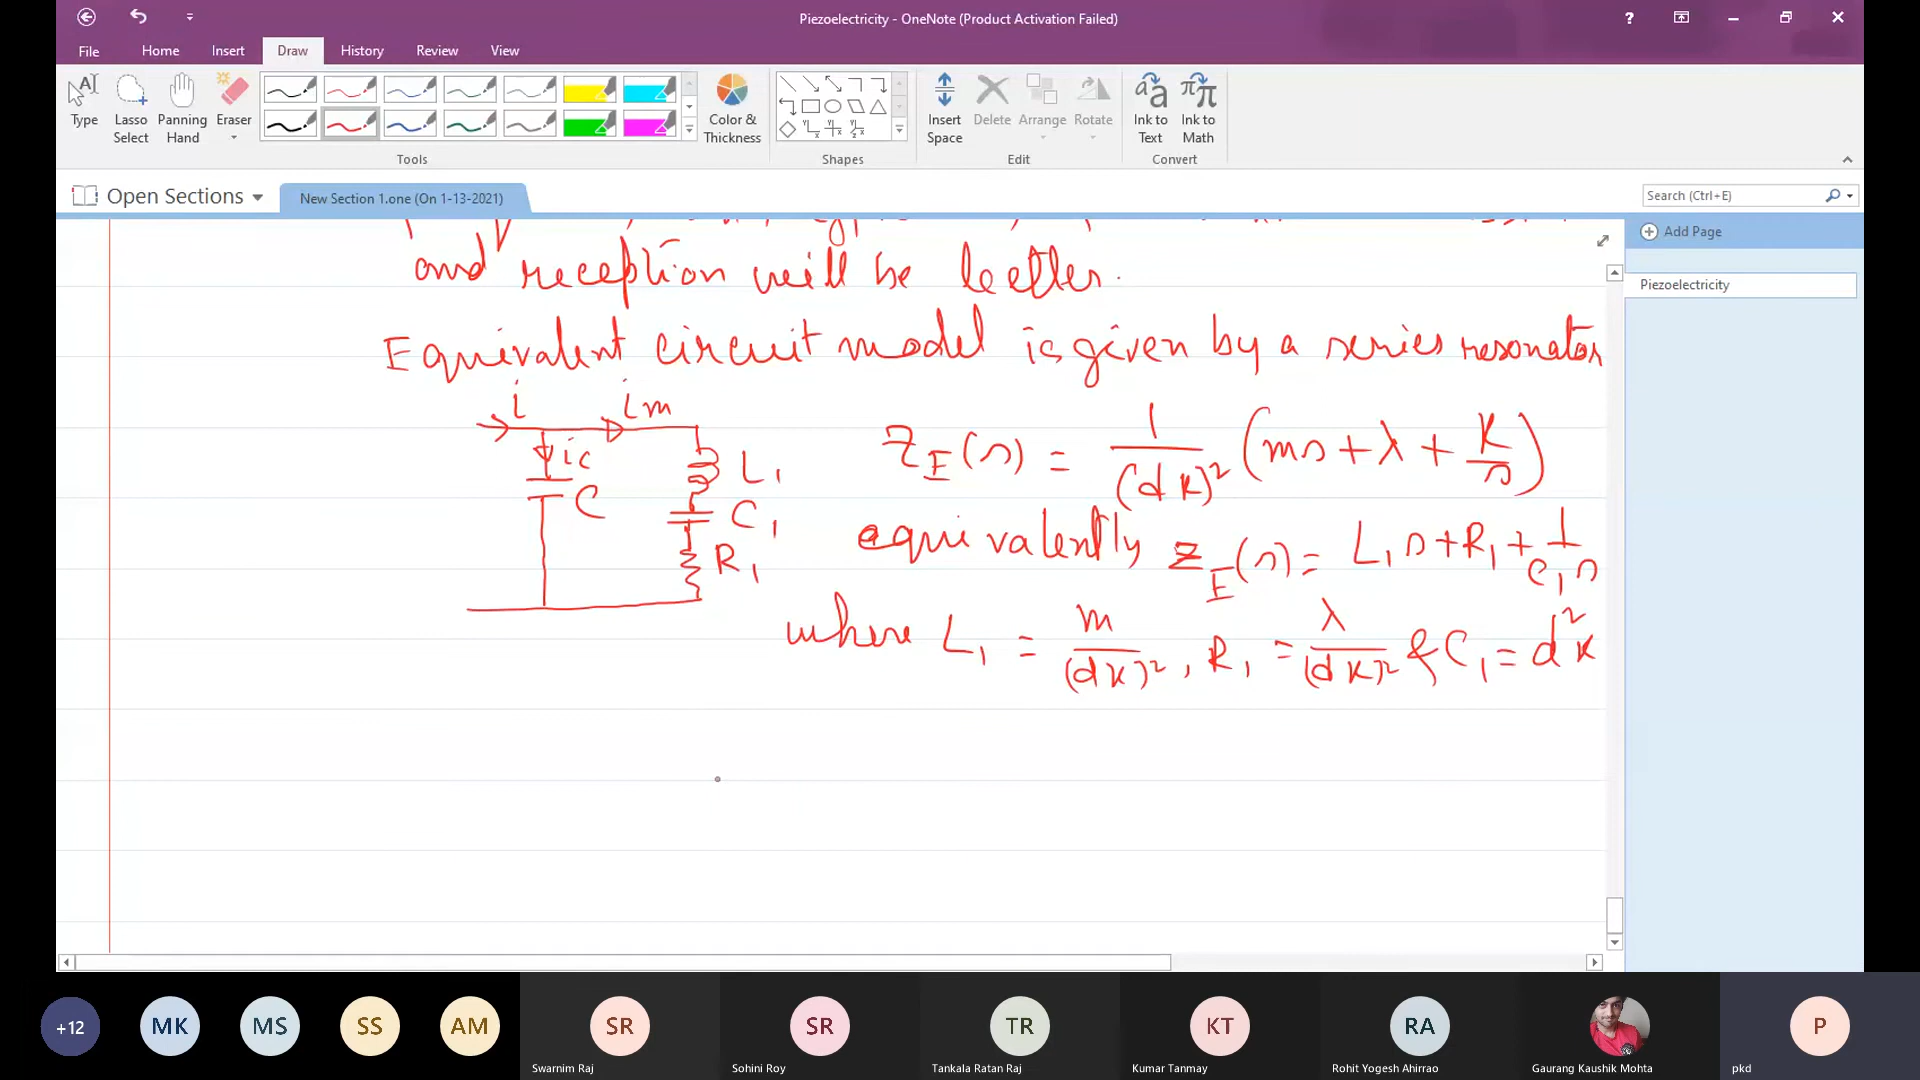 Piezoelectricity - OneNote (Product Activation Failed)
?
File Home Insert Draw History Review View
Type
Lasso Select
Panning Hand
Eraser
Color & Thickness
Insert Space
Delete
Arrange
Rotate
Ink to Text
Ink to Math
Tools
Shapes
Edit
Convert
Open Sections
New Section 1.one (On 1-13-2021)
Search (Ctrl+E)
Add Page
Piezoelectricity
and reception will be better.
Equivalent circuit model is given by a series resonator
i im
ic
C
L1
C1
R1
ZE(s) = 1/(dk)² (ms + λ + k/s)
equivalently ZE(s) = L1 s + R1 + 1/C1 s
where L1 = m/(dk)², R1 = λ/(dk)² & C1 = d²k
+12 MK MS SS AM SR SR TR KT RA P
Swarnim Raj
Sohini Roy
Tankala Ratan Raj
Kumar Tanmay
Rohit Yogesh Ahirrao
Gaurang Kaushik Mohta
pkd